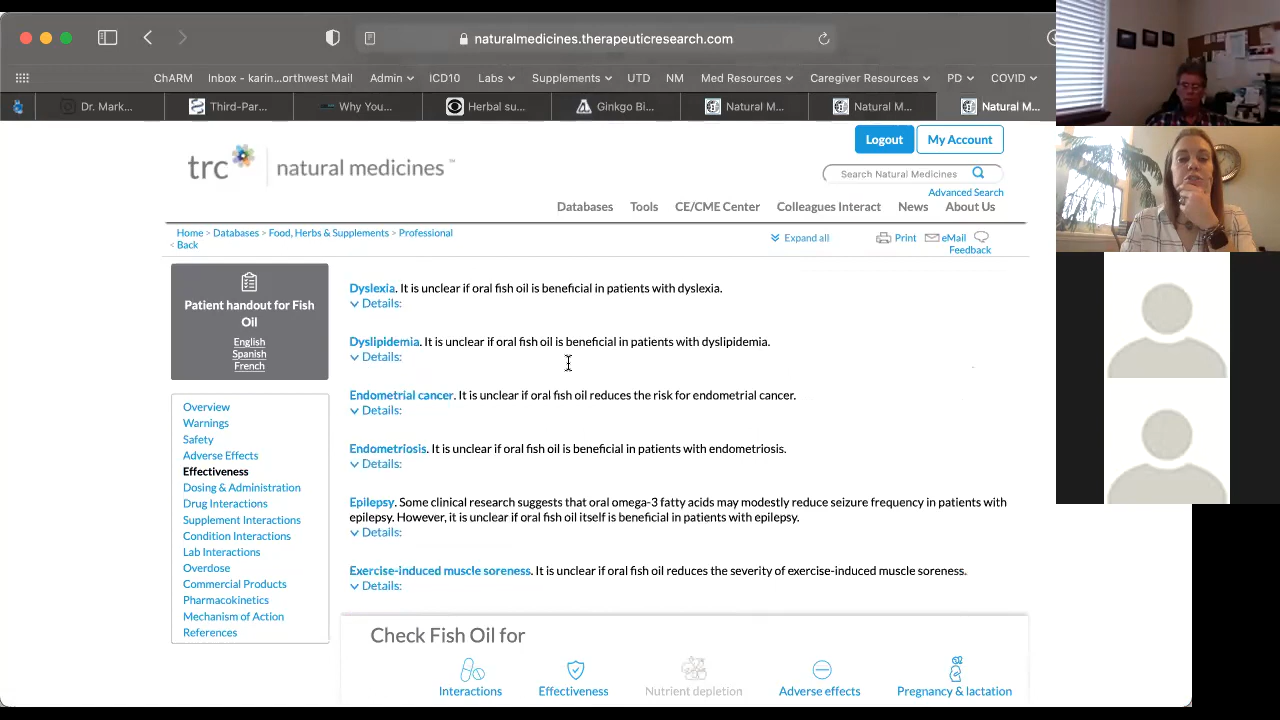 naturalmedicines.therapeuticresearch.com
ChARM Inbox - karin...orthwest Mail Admin ICD10 Labs Supplements UTD NM Med Resources Caregiver Resources PD COVID
Dr. Mark... Third-Par... Why You... Herbal su... Ginkgo Bi... Natural M... Natural M... Natural M...
Logout My Account
trc natural medicines™
Search Natural Medicines
Advanced Search
Databases Tools CE/CME Center Colleagues Interact News About Us
Home > Databases > Food, Herbs & Supplements > Professional
< Back
Expand all Print eMail
Feedback
Patient handout for Fish
Oil
English
Spanish
French
Overview
Warnings
Safety
Adverse Effects
Effectiveness
Dosing & Administration
Drug Interactions
Supplement Interactions
Condition Interactions
Lab Interactions
Overdose
Commercial Products
Pharmacokinetics
Mechanism of Action
References
Dyslexia. It is unclear if oral fish oil is beneficial in patients with dyslexia.
Details:
Dyslipidemia. It is unclear if oral fish oil is beneficial in patients with dyslipidemia.
Details:
Endometrial cancer. It is unclear if oral fish oil reduces the risk for endometrial cancer.
Details:
Endometriosis. It is unclear if oral fish oil is beneficial in patients with endometriosis.
Details:
Epilepsy. Some clinical research suggests that oral omega-3 fatty acids may modestly reduce seizure frequency in patients with
epilepsy. However, it is unclear if oral fish oil itself is beneficial in patients with epilepsy.
Details:
Exercise-induced muscle soreness. It is unclear if oral fish oil reduces the severity of exercise-induced muscle soreness.
Details:
Check Fish Oil for
Interactions Effectiveness Nutrient depletion Adverse effects Pregnancy & lactation